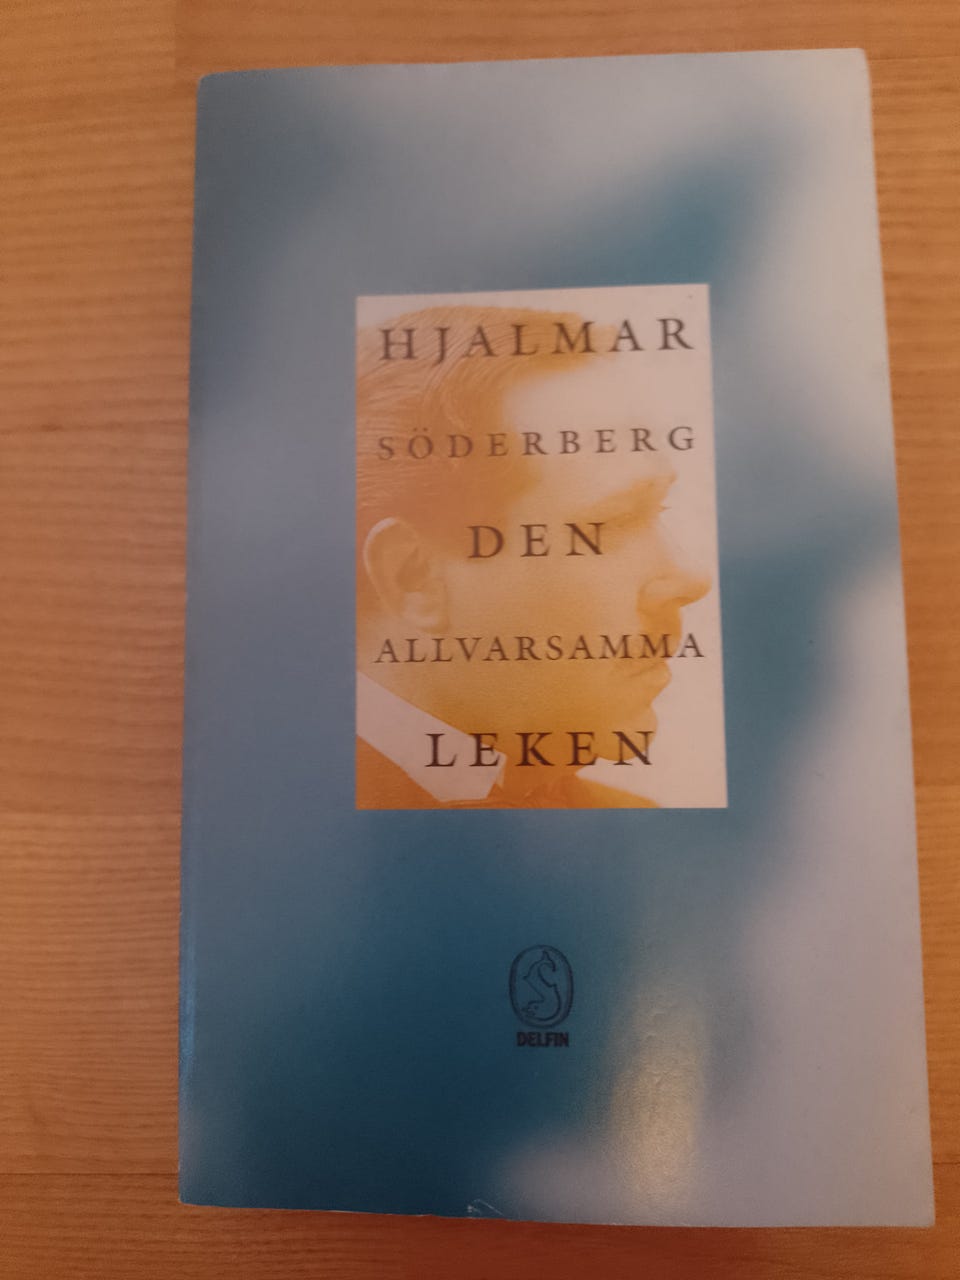 HJALMAR
SÖDERBERG
DEN
ALLVARSAMMA
LEKEN
DELFIN